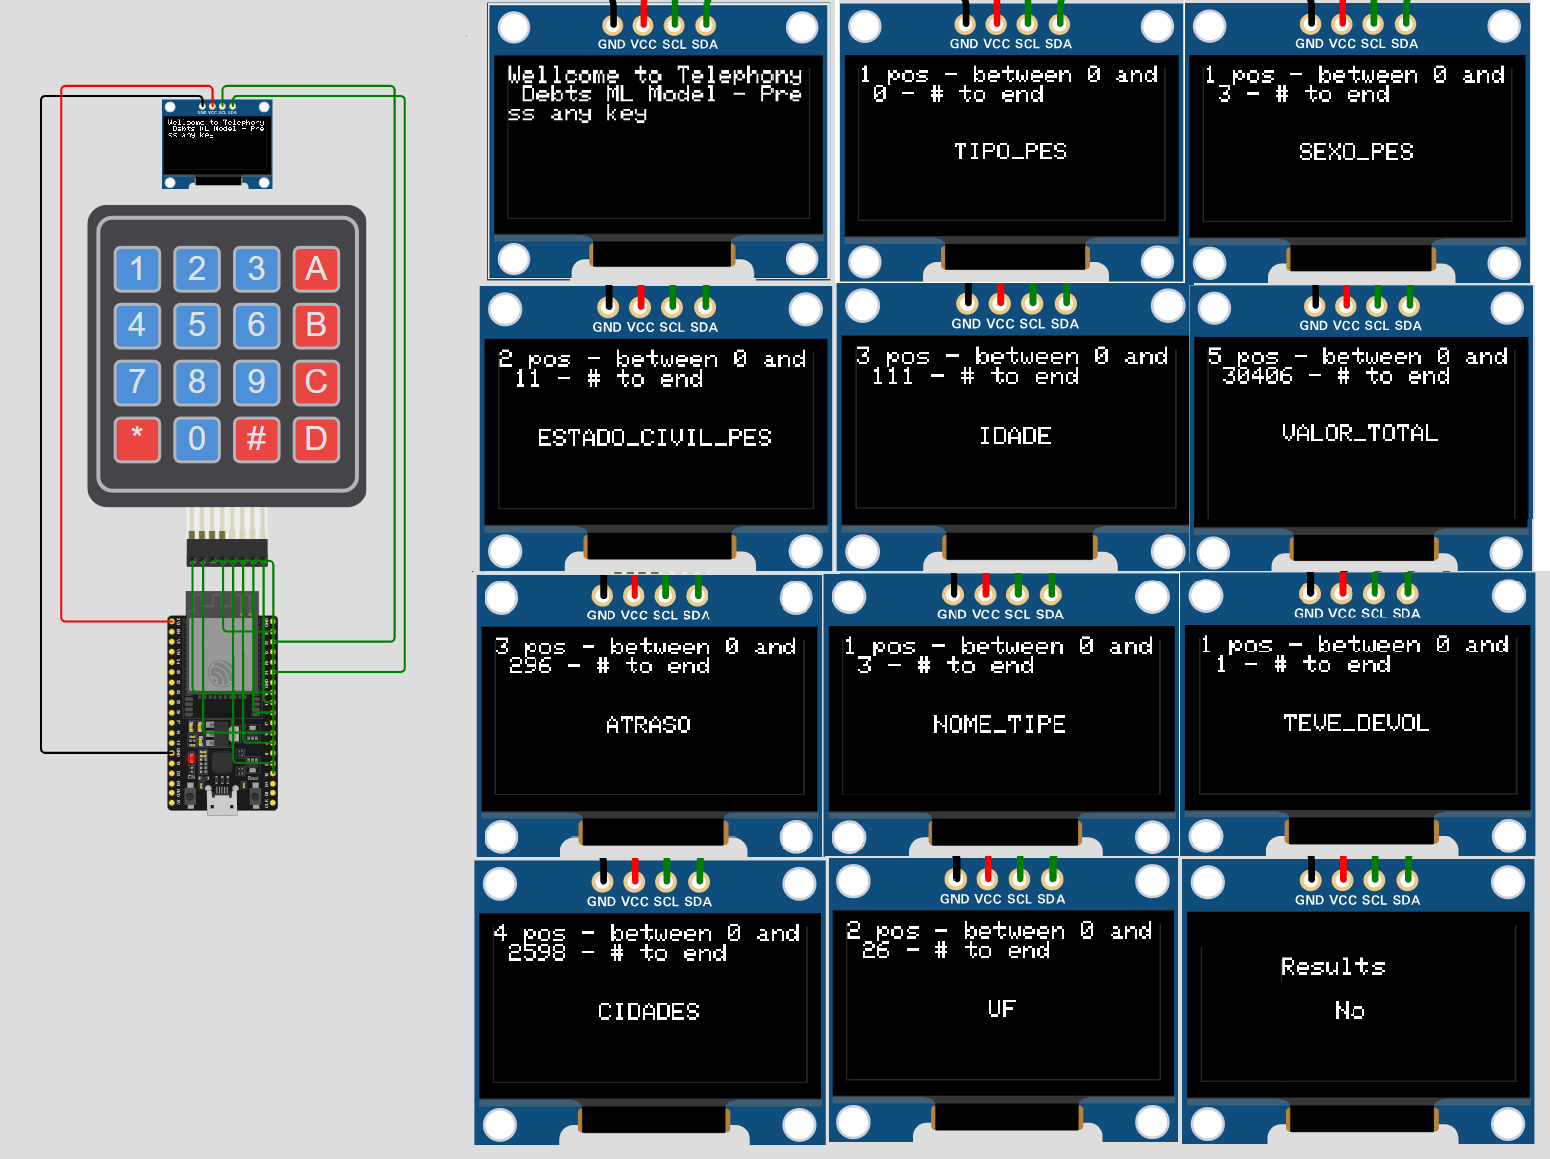 GND VCC SCL SDA
Wellcome to Telephony
Debts ML Model - Pre
ss any key
1 2 3 A
4 5 6 B
7 8 9 C
* 0 # D
GND VCC SCL SDA
Wellcome to Telephony
Debts ML Model - Pre
ss any key
GND VCC SCL SDA
1 pos - between 0 and
0 - # to end
TIPO_PES
GND VCC SCL SDA
1 pos - between 0 and
3 - # to end
SEXO_PES
GND VCC SCL SDA
2 pos - between 0 and
11 - # to end
ESTADO_CIVIL_PES
GND VCC SCL SDA
3 pos - between 0 and
111 - # to end
IDADE
GND VCC SCL SDA
5 pos - between 0 and
30406 - # to end
VALOR_TOTAL
GND VCC SCL SDA
3 pos - between 0 and
296 - # to end
ATRASO
GND VCC SCL SDA
1 pos - between 0 and
3 - # to end
NOME_TIPE
GND VCC SCL SDA
1 pos - between 0 and
1 - # to end
TEVE_DEVOL
GND VCC SCL SDA
4 pos - between 0 and
2598 - # to end
CIDADES
GND VCC SCL SDA
2 pos - between 0 and
26 - # to end
UF
GND VCC SCL SDA
Results
No